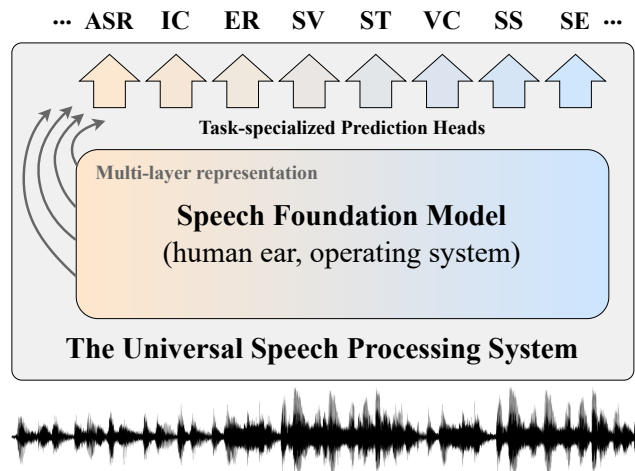 ... ASR IC ER SV ST VC SS SE ...
Task-specialized Prediction Heads
Multi-layer representation
Speech Foundation Model
(human ear, operating system)
The Universal Speech Processing System